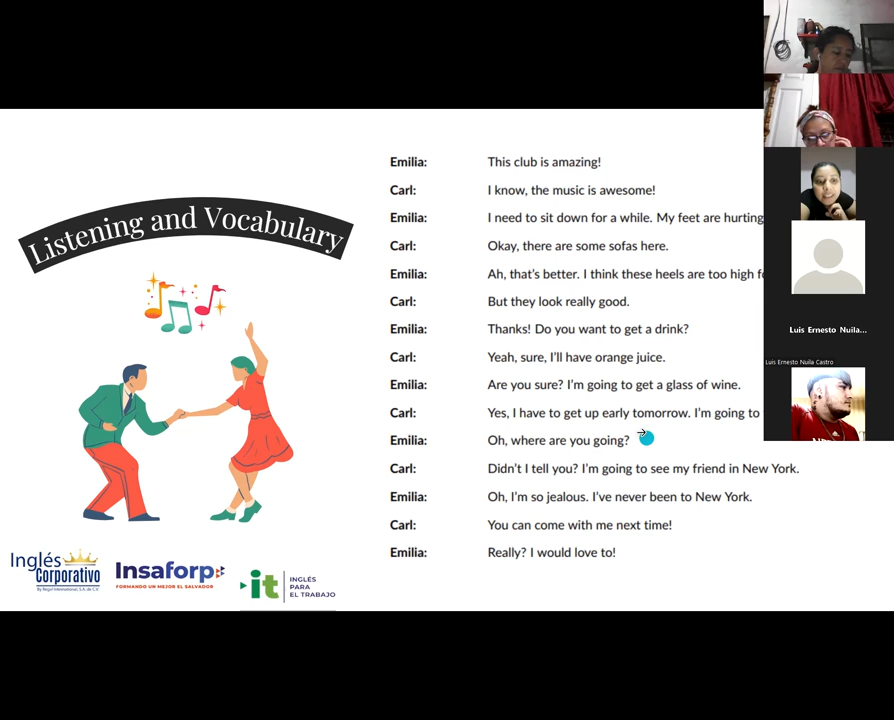 Listening and Vocabulary
Emilia: This club is amazing!
Carl: I know, the music is awesome!
Emilia: I need to sit down for a while. My feet are hurting
Carl: Okay, there are some sofas here.
Emilia: Ah, that's better. I think these heels are too high
Carl: But they look really good.
Emilia: Thanks! Do you want to get a drink?
Carl: Yeah, sure, I'll have orange juice.
Emilia: Are you sure? I'm going to get a glass of wine.
Carl: Yes, I have to get up early tomorrow. I'm going to
Emilia: Oh, where are you going?
Carl: Didn't I tell you? I'm going to see my friend in New York.
Emilia: Oh, I'm so jealous. I've never been to New York.
Carl: You can come with me next time!
Emilia: Really? I would love to!
Inglés
Corporativo
By Regal International, S.A. de C.V.
Insaforp
FORMANDO UN MEJOR EL SALVADOR
it
INGLÉS
PARA
EL TRABAJO
Luis Ernesto Nuila...
Luis Ernesto Nuila Castro